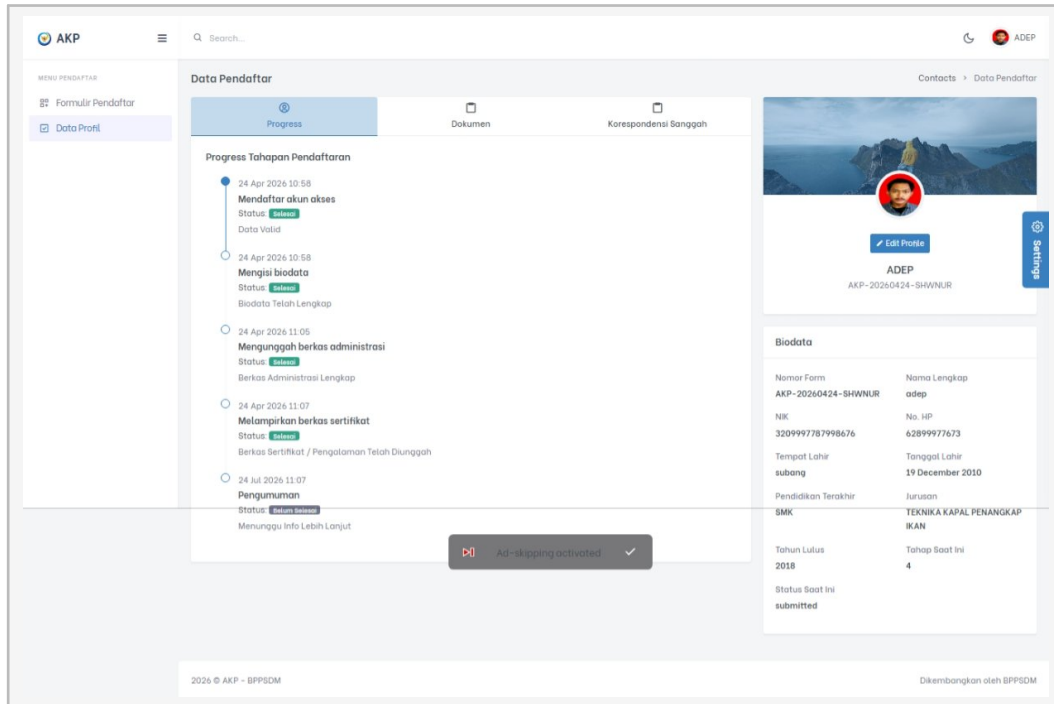 AKP
Search...
ADEP
MENU PENDAFTAR
Formulir Pendaftar
Data Profil
Data Pendaftar
Contacts > Data Pendaftar
Progress
Dokumen
Korespondensi Sanggah
Progress Tahapan Pendaftaran
24 Apr 2026 10:58
Mendaftar akun akses
Status: Selesai
Data Valid
24 Apr 2026 10:58
Mengisi biodata
Status: Selesai
Biodata Telah Lengkap
24 Apr 2026 11:05
Mengunggah berkas administrasi
Status: Selesai
Berkas Administrasi Lengkap
24 Apr 2026 11:07
Melampirkan berkas sertifikat
Status: Selesai
Berkas Sertifikat / Pengalaman Telah Diunggah
24 Jul 2026 11:07
Pengumuman
Status: Belum Selesai
Menunggu Info Lebih Lanjut
Edit Profile
ADEP
AKP-20260424-SHWNUR
Settings
Biodata
Nomor Form
AKP-20260424-SHWNUR
Nama Lengkap
adep
NIK
3209997787998676
No. HP
62899977673
Tempat Lahir
subang
Tanggal Lahir
19 December 2010
Pendidikan Terakhir
SMK
Jurusan
TEKNIKA KAPAL PENANGKAP
IKAN
Tahun Lulus
2018
Tahap Saat Ini
4
Status Saat Ini
submitted
Ad-skipping activated
2026 © AKP - BPPSDM
Dikembangkan oleh BPPSDM